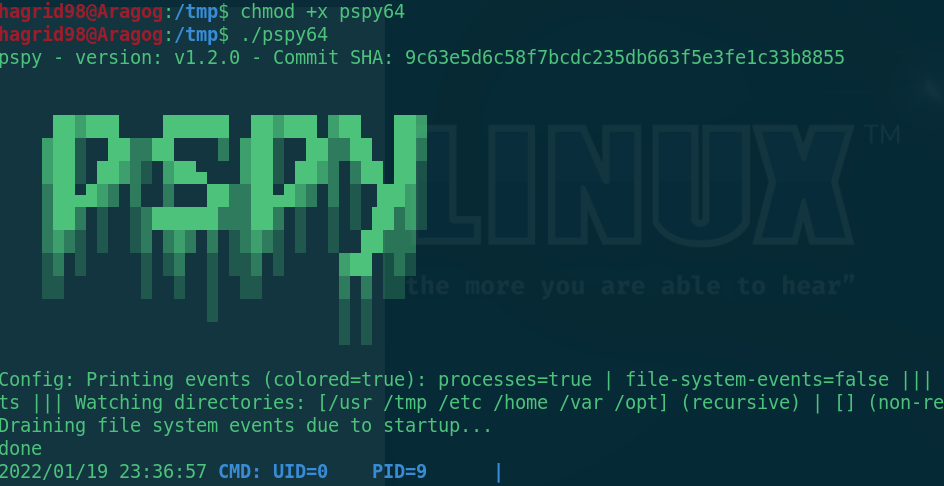 hagrid98@Aragog:/tmp$ chmod +x pspy64
hagrid98@Aragog:/tmp$ ./pspy64
pspy - version: v1.2.0 - Commit SHA: 9c63e5d6c58f7bcdc235db663f5e3fe1c33b8855
PSPY
LINUX TM
the more you are able to hear”
Config: Printing events (colored=true): processes=true | file-system-events=false |||
ts ||| Watching directories: [/usr /tmp /etc /home /var /opt] (recursive) | [] (non-re
Draining file system events due to startup...
done
2022/01/19 23:36:57 CMD: UID=0 PID=9 |